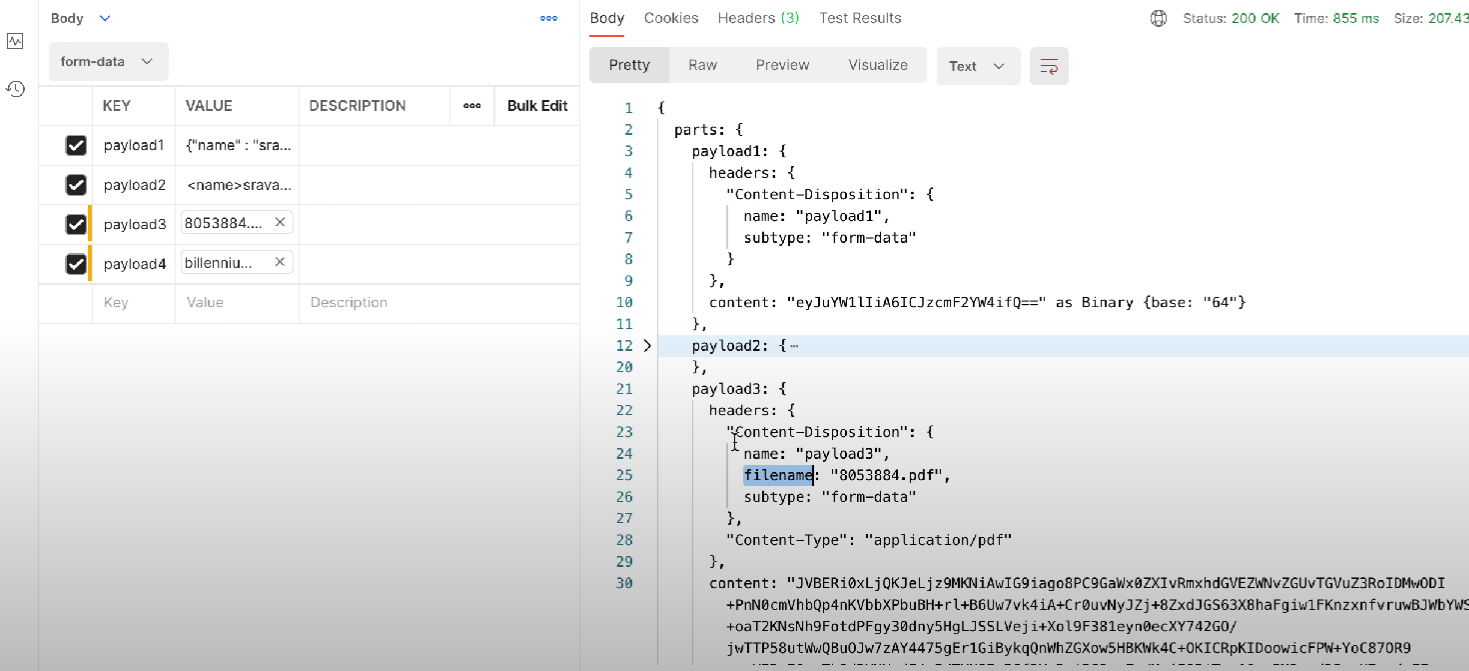 Body
form-data
KEY VALUE DESCRIPTION Bulk Edit
payload1 {"name" : "sra...
payload2 <name>srava...
payload3 8053884....
payload4 billenniu...
Key Value Description
Body Cookies Headers (3) Test Results Status: 200 OK Time: 855 ms Size: 207.43
Pretty Raw Preview Visualize Text
1 {
2 parts: {
3 payload1: {
4 headers: {
5 "Content-Disposition": {
6 name: "payload1",
7 subtype: "form-data"
8 }
9 },
10 content: "eyJuYW1lIiA6ICJzcmF2YW4ifQ==" as Binary {base: "64"}
11 },
12 payload2: {
20 },
21 payload3: {
22 headers: {
23 "Content-Disposition": {
24 name: "payload3",
25 filename: "8053884.pdf",
26 subtype: "form-data"
27 },
28 "Content-Type": "application/pdf"
29 },
30 content: "JVBERi0xLjQKJeLjz9MKNiAwIG9iago8PC9GaWx0ZXIvRmxhdGVEZWNvZGUvTGVuZ3RoIDMwODI
+PnN0cmVhbQp4nKVbbXPbuBH+rl+B6Uw7vk4iA+Cr0uvNyJZj+8ZxdJGS63X8haFgiw1FKnzxnfvruwBJWbYWS
+oaT2KNsNh9FotdPFgy30dny5HgLJSSLVeji+Xol9F381eyn0ecXY742GO/
jwTTP58utWwQBuOJw7zAY4475gEr1GiBykqQnWhZGXow5HBKWk4C+OKICRpKIDoowicFPW+YoC87OR9